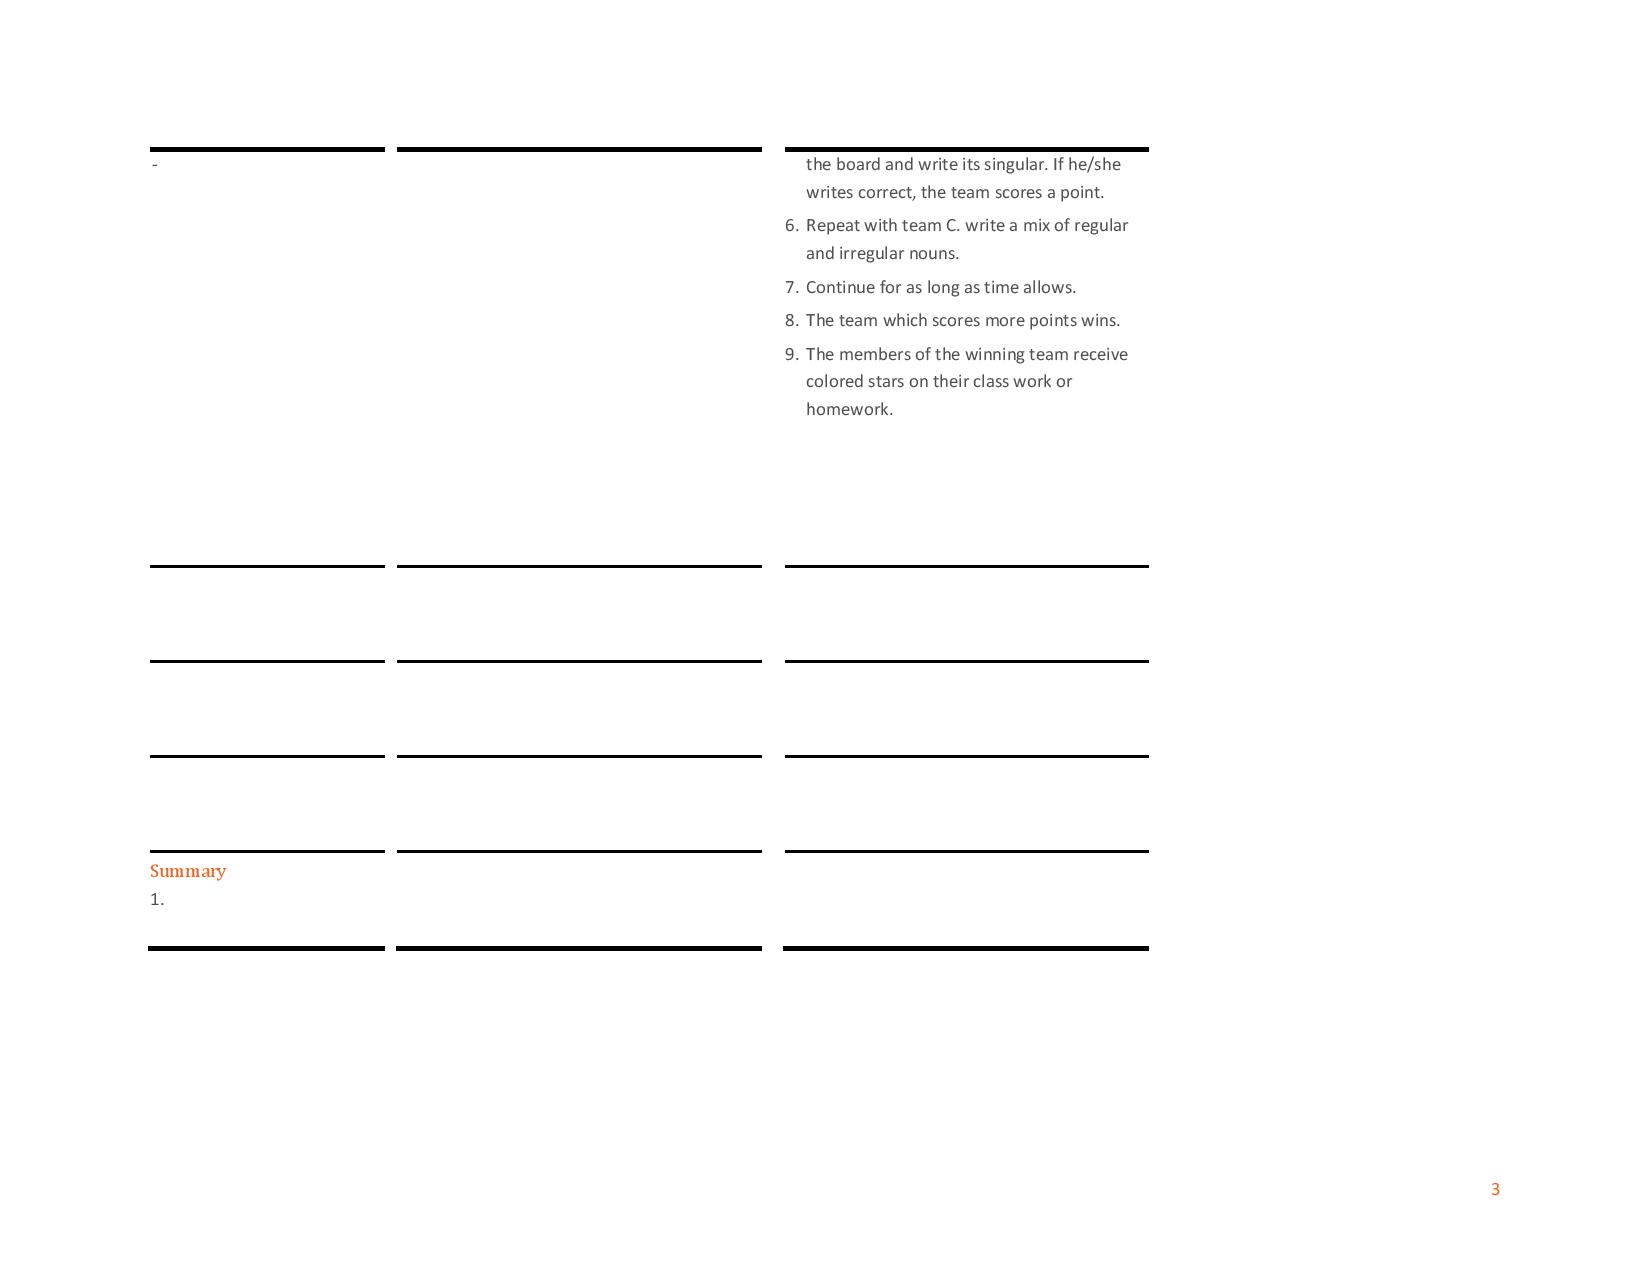 -
the board and write its singular. If he/she
writes correct, the team scores a point.
6. Repeat with team C. write a mix of regular
and irregular nouns.
7. Continue for as long as time allows.
8. The team which scores more points wins.
9. The members of the winning team receive
colored stars on their class work or
homework.
Summary
1.
3